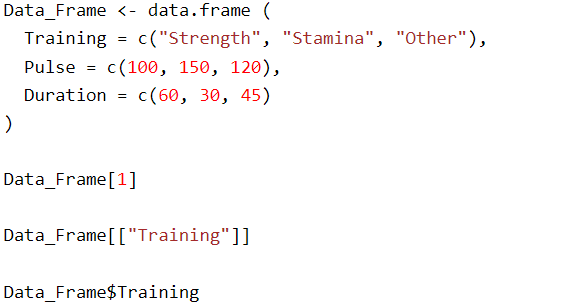 Data_Frame <- data.frame (
  Training = c("Strength", "Stamina", "Other"),
  Pulse = c(100, 150, 120),
  Duration = c(60, 30, 45)
)
Data_Frame[1]
Data_Frame[["Training"]]
Data_Frame$Training